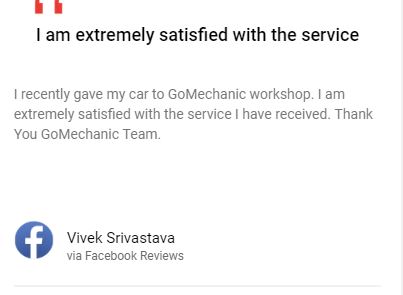 I am extremely satisfied with the service
I recently gave my car to GoMechanic workshop. I am
extremely satisfied with the service I have received. Thank
You GoMechanic Team.
Vivek Srivastava
via Facebook Reviews